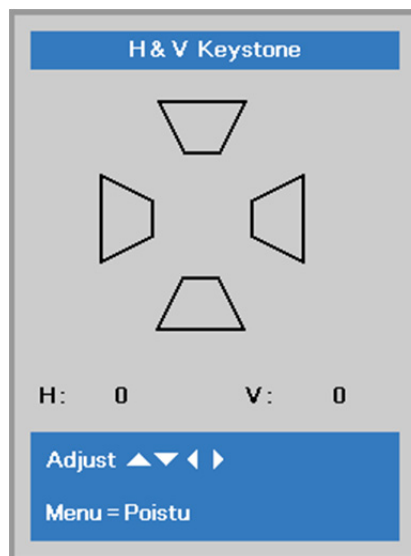 H & V Keystone
H: 0 V: 0
Adjust ▲▼◀▶
Menu = Poistu